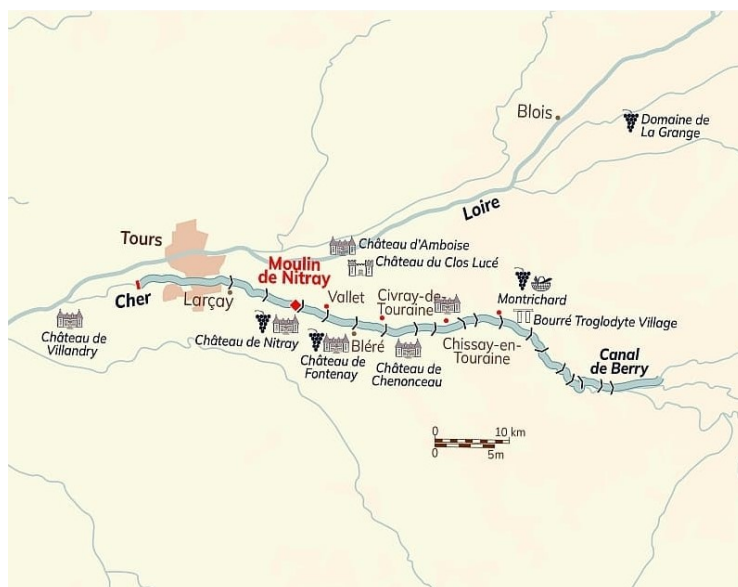 Blois
Domaine de
La Grange
Loire
Tours
Château d'Amboise
Moulin
de Nitray
Château du Clos Lucé
Cher
Larçay
Vallet
Civray-de-
Touraine
Montrichard
Bourré Troglodyte Village
Château de
Villandry
Château de Nitray
Château de
Fontenay
Bléré
Château de
Chenonceau
Chissay-en-
Touraine
Canal
de Berry
0 10 km
0 5m